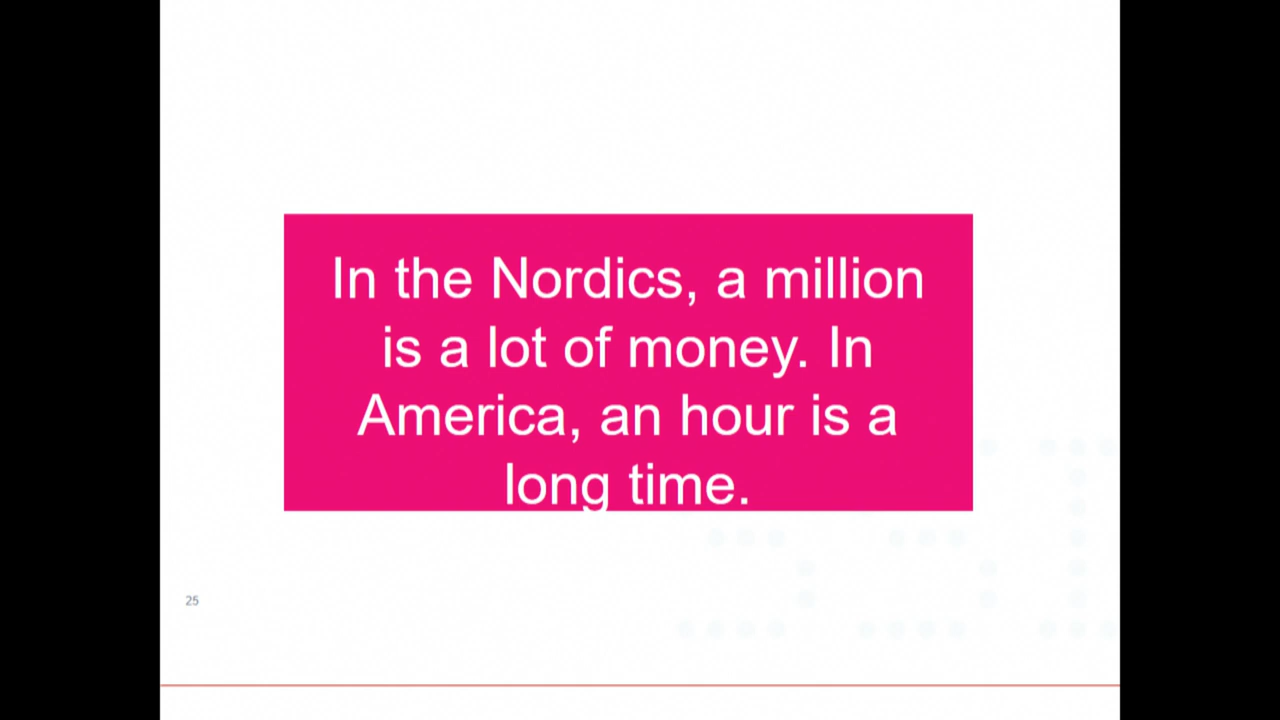 In the Nordics, a million
is a lot of money. In
America, an hour is a
long time.
25